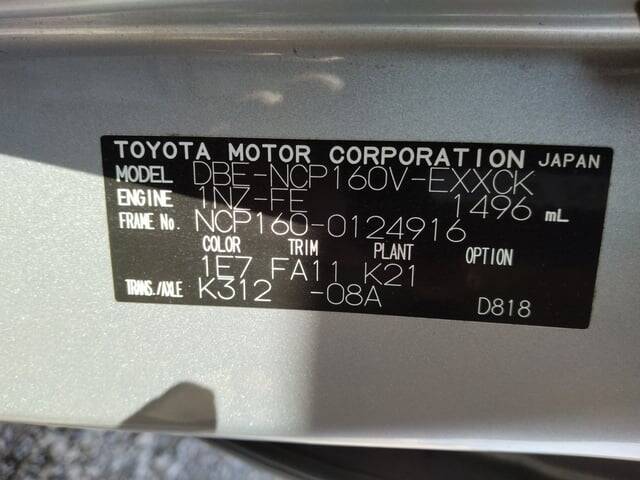 TOYOTA MOTOR CORPORATION JAPAN
MODEL DBE-NCP160V-EXXCK
ENGINE 1NZ-FE 1496 mL
FRAME No. NCP160-0124916
COLOR TRIM PLANT OPTION
1E7 FA11 K21
TRANS./AXLE K312 -08A
D818